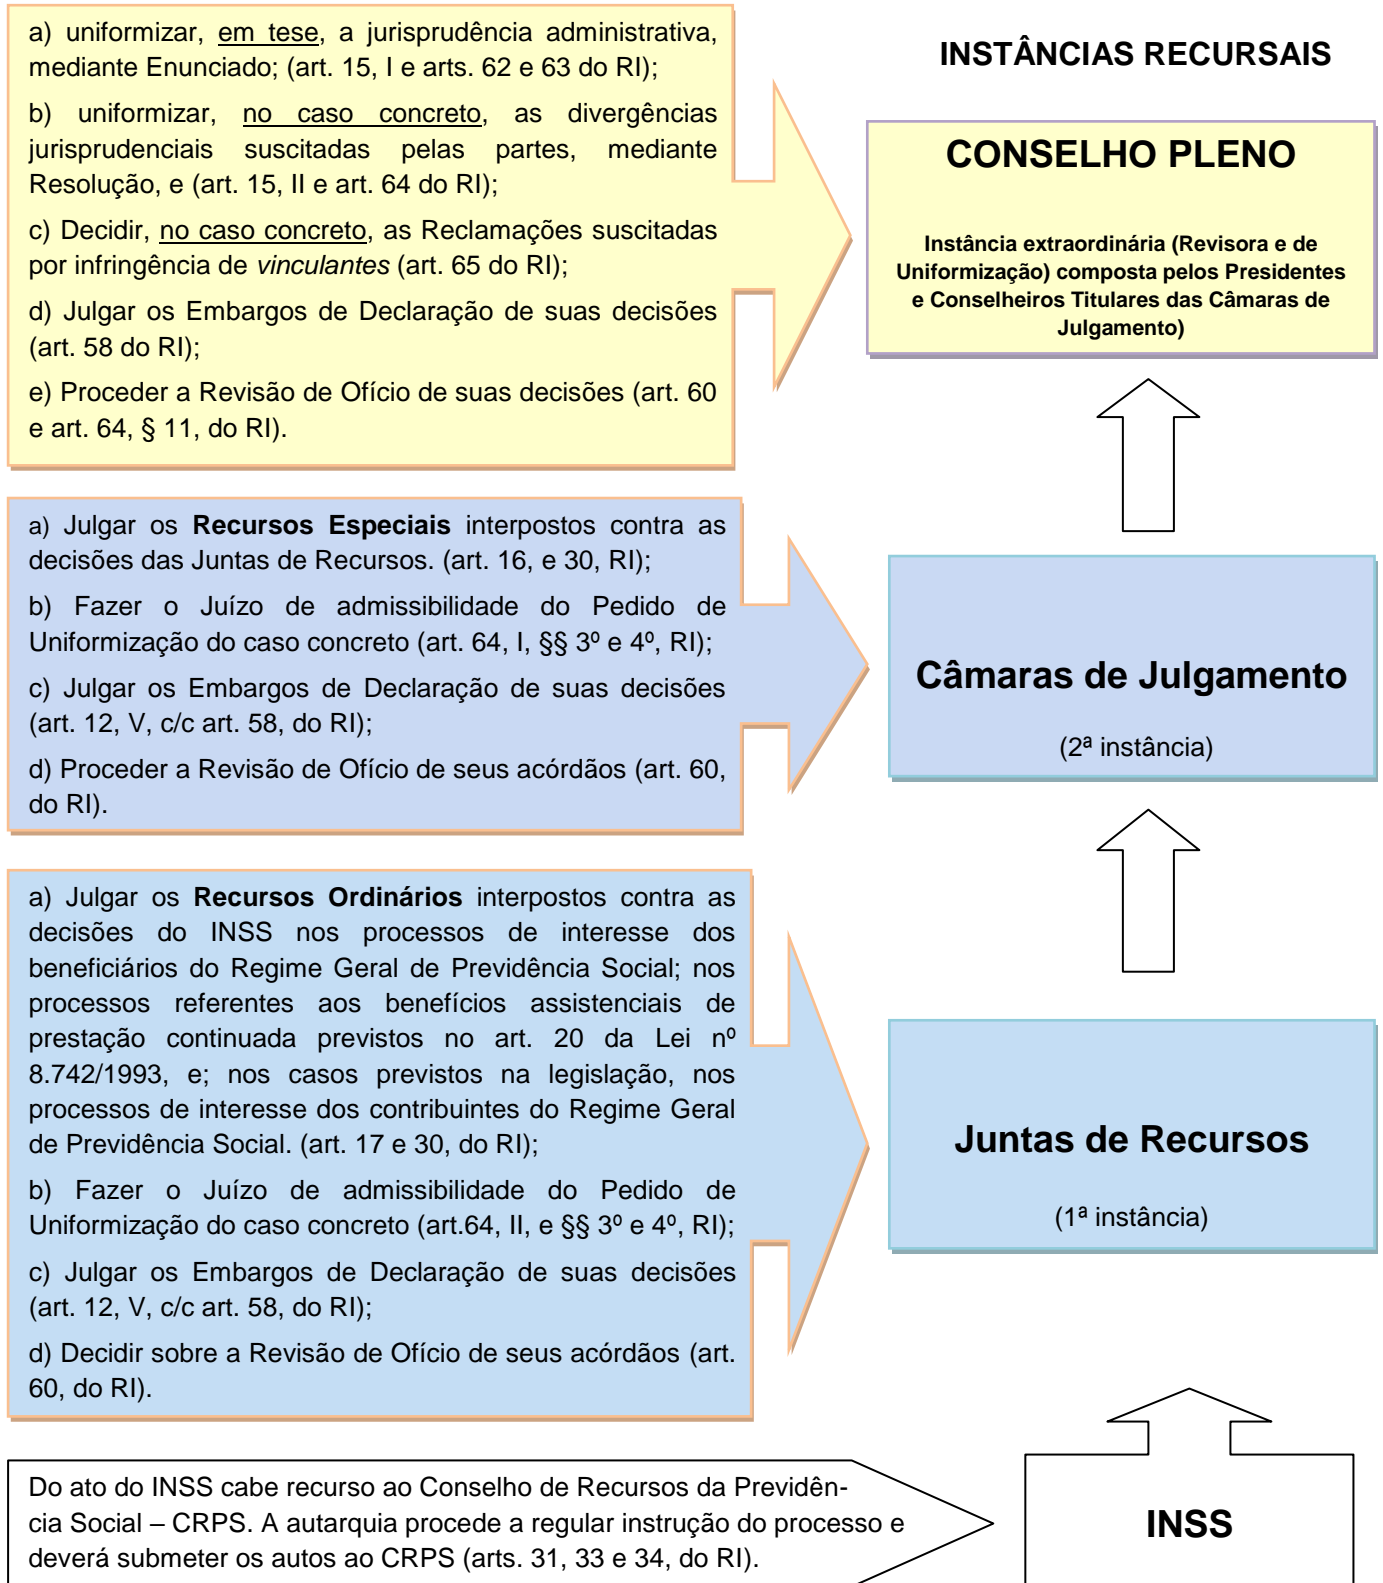 INSTÂNCIAS RECURSAIS
a) uniformizar, em tese, a jurisprudência administrativa,
mediante Enunciado; (art. 15, I e arts. 62 e 63 do RI);
b) uniformizar, no caso concreto, as divergências
jurisprudenciais suscitadas pelas partes, mediante
Resolução, e (art. 15, II e art. 64 do RI);
c) Decidir, no caso concreto, as Reclamações suscitadas
por infringência de vinculantes (art. 65 do RI);
d) Julgar os Embargos de Declaração de suas decisões
(art. 58 do RI);
e) Proceder a Revisão de Ofício de suas decisões (art. 60
e art. 64, § 11, do RI).
CONSELHO PLENO
Instância extraordinária (Revisora e de
Uniformização) composta pelos Presidentes
e Conselheiros Titulares das Câmaras de
Julgamento)
a) Julgar os Recursos Especiais interpostos contra as
decisões das Juntas de Recursos. (art. 16, e 30, RI);
b) Fazer o Juízo de admissibilidade do Pedido de
Uniformização do caso concreto (art. 64, I, §§ 3º e 4º, RI);
c) Julgar os Embargos de Declaração de suas decisões
(art. 12, V, c/c art. 58, do RI);
d) Proceder a Revisão de Ofício de seus acórdãos (art. 60,
do RI).
Câmaras de Julgamento
(2ª instância)
a) Julgar os Recursos Ordinários interpostos contra as
decisões do INSS nos processos de interesse dos
beneficiários do Regime Geral de Previdência Social; nos
processos referentes aos benefícios assistenciais de
prestação continuada previstos no art. 20 da Lei nº
8.742/1993, e; nos casos previstos na legislação, nos
processos de interesse dos contribuintes do Regime Geral
de Previdência Social. (art. 17 e 30, do RI);
b) Fazer o Juízo de admissibilidade do Pedido de
Uniformização do caso concreto (art.64, II, e §§ 3º e 4º, RI);
c) Julgar os Embargos de Declaração de suas decisões
(art. 12, V, c/c art. 58, do RI);
d) Decidir sobre a Revisão de Ofício de seus acórdãos (art.
60, do RI).
Juntas de Recursos
(1ª instância)
Do ato do INSS cabe recurso ao Conselho de Recursos da Previdên-
cia Social – CRPS. A autarquia procede a regular instrução do processo e
deverá submeter os autos ao CRPS (arts. 31, 33 e 34, do RI).
INSS